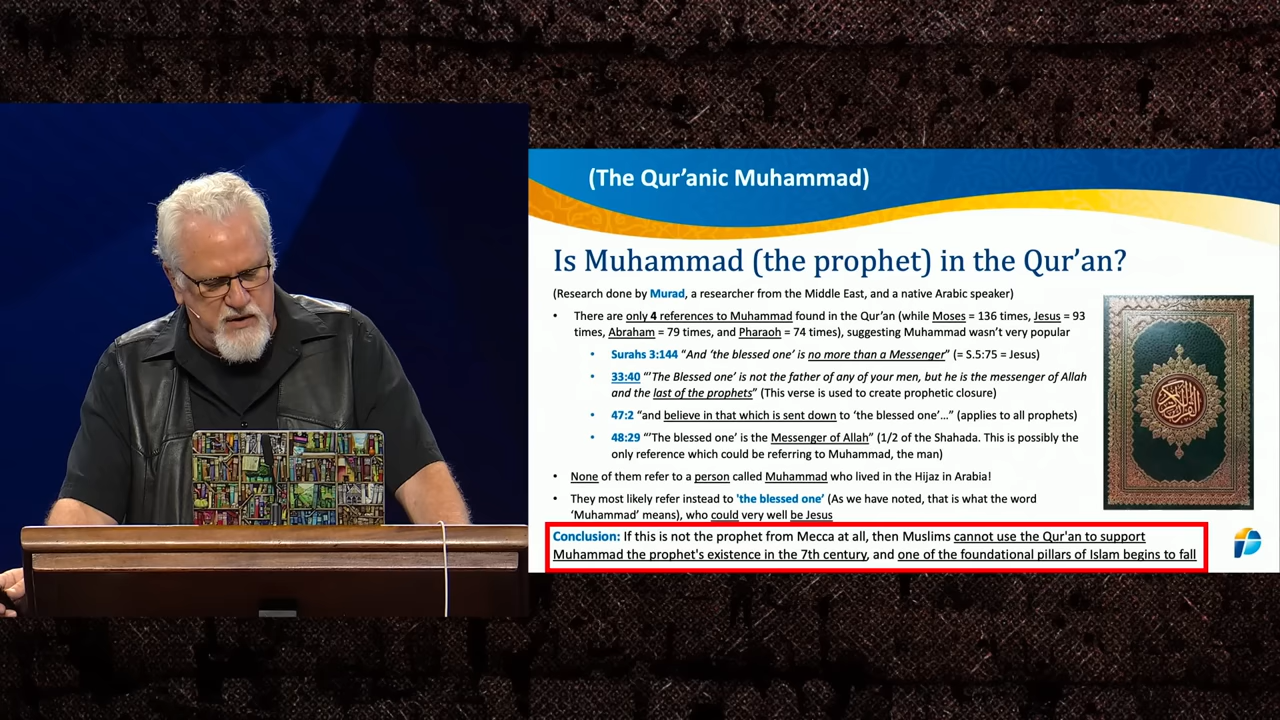 (The Qur'anic Muhammad)
Is Muhammad (the prophet) in the Qur'an?
(Research done by Murad, a researcher from the Middle East, and a native Arabic speaker)
• There are only 4 references to Muhammad found in the Qur'an (while Moses = 136 times, Jesus = 93
times, Abraham = 79 times, and Pharaoh = 74 times), suggesting Muhammad wasn't very popular
• Surahs 3:144 “And ‘the blessed one’ is no more than a Messenger” (= S.5:75 = Jesus)
• 33:40 “‘The Blessed one’ is not the father of any of your men, but he is the messenger of Allah
and the last of the prophets” (This verse is used to create prophetic closure)
• 47:2 “and believe in that which is sent down to ‘the blessed one’…” (applies to all prophets)
• 48:29 “‘The blessed one’ is the Messenger of Allah” (1/2 of the Shahada. This is possibly the
only reference which could be referring to Muhammad, the man)
• None of them refer to a person called Muhammad who lived in the Hijaz in Arabia!
• They most likely refer instead to 'the blessed one’ (As we have noted, that is what the word
‘Muhammad’ means), who could very well be Jesus
Conclusion: If this is not the prophet from Mecca at all, then Muslims cannot use the Qur'an to support
Muhammad the prophet's existence in the 7th century, and one of the foundational pillars of Islam begins to fall